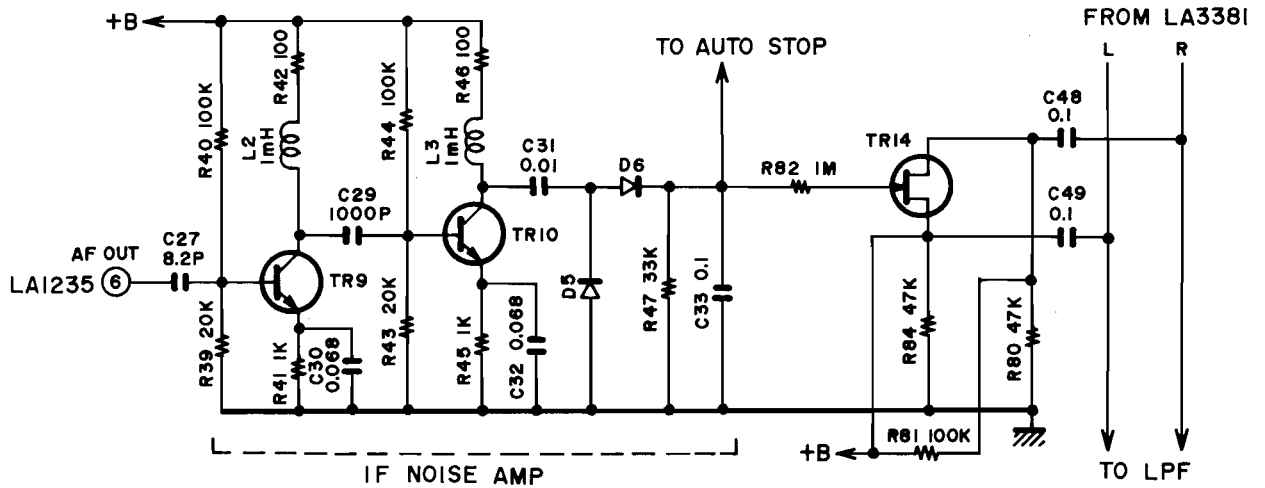 FROM LA3381
+B
L R
TO AUTO STOP
R42 100
R46 100
R40 100K
R44 100K
L2 1mH
L3 1mH
C48
0.1
C31
0.01
D6
TR14
R82 1M
C29
1000P
C49
0.1
AF OUT
C27
8.2P
LA1235 6
TR9
TR10
D5
R47 33K
C33 0.1
R84 47K
R80 47K
R39 20K
R41 1K
C30
0.068
R43 20K
R45 1K
C32 0.068
R81 100K
+B
IF NOISE AMP
TO LPF